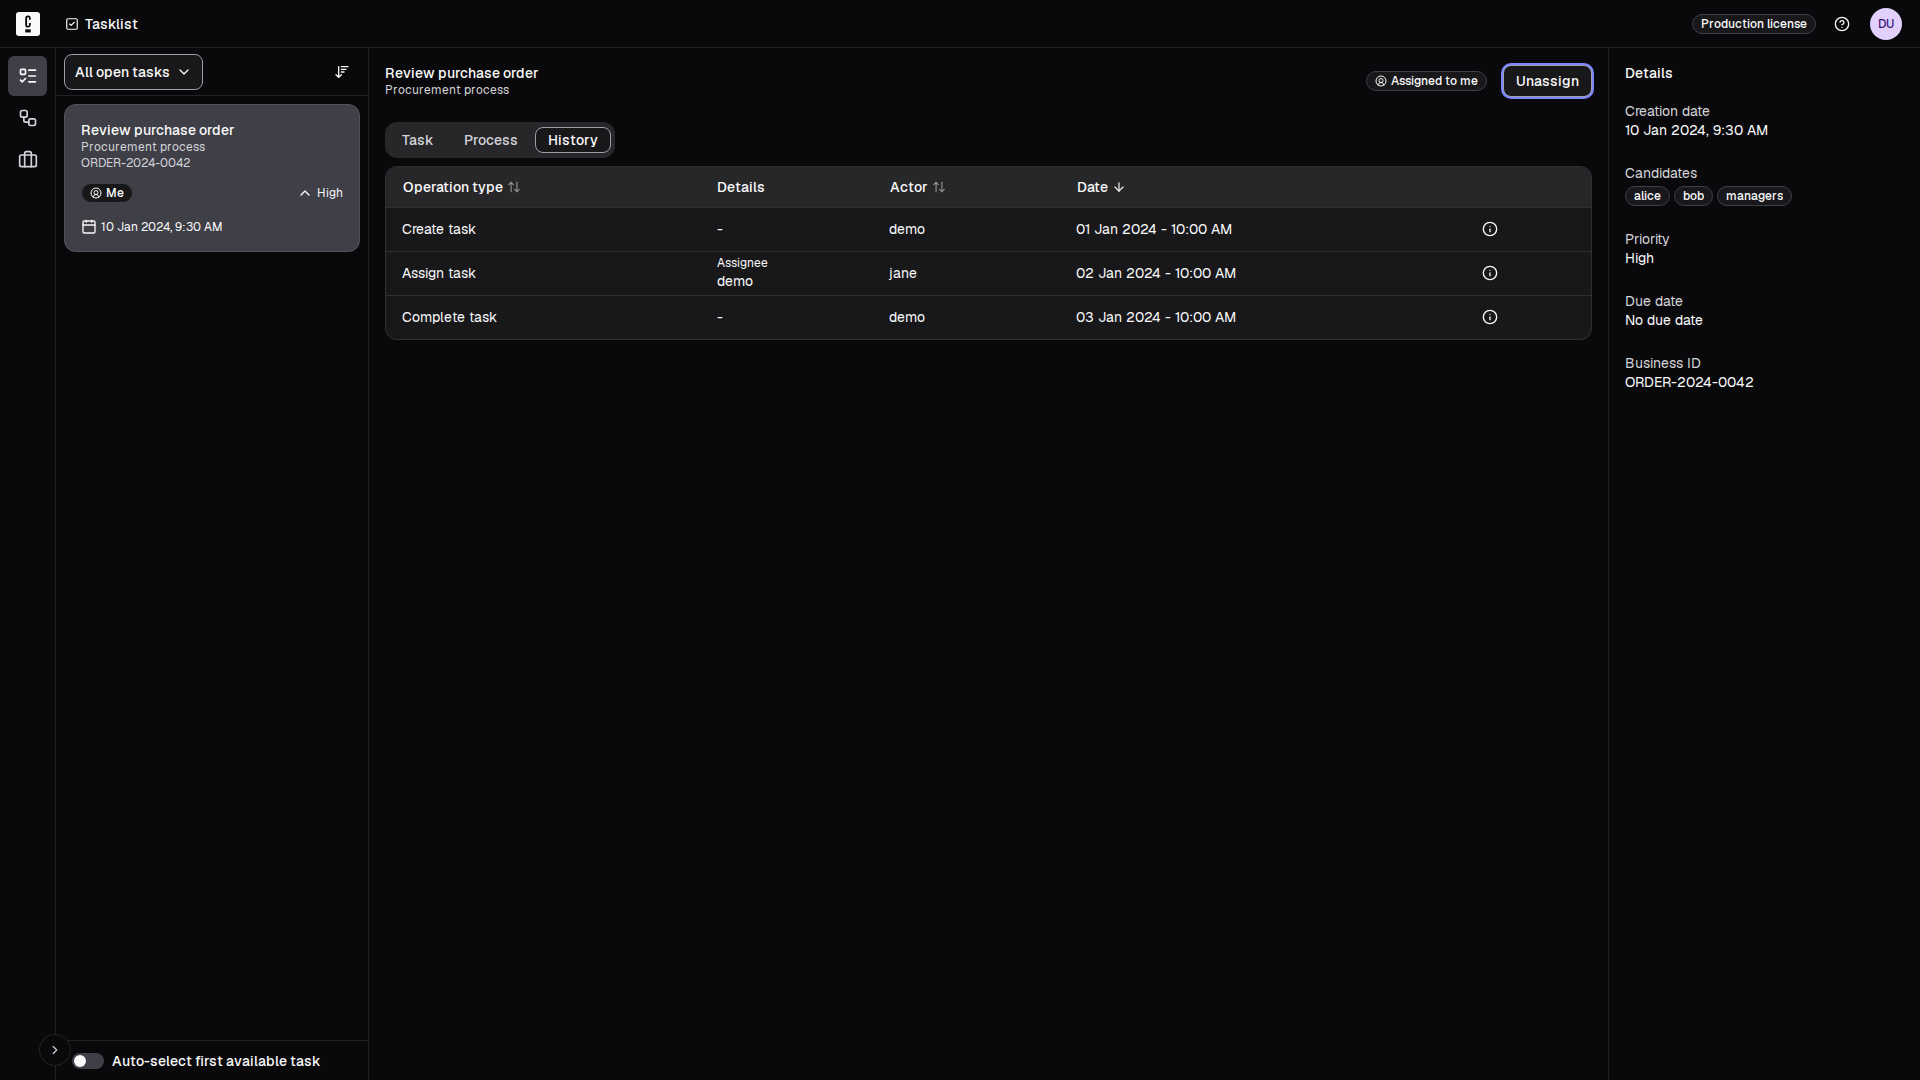 Tasklist
Production license
DU
All open tasks
Review purchase order
Procurement process
ORDER-2024-0042
Me
High
10 Jan 2024, 9:30 AM
Auto-select first available task
Review purchase order
Procurement process
Assigned to me
Unassign
Task Process History
Operation type Details Actor Date
Create task - demo 01 Jan 2024 - 10:00 AM
Assign task Assignee demo jane 02 Jan 2024 - 10:00 AM
Complete task - demo 03 Jan 2024 - 10:00 AM
Details
Creation date
10 Jan 2024, 9:30 AM
Candidates
alice bob managers
Priority
High
Due date
No due date
Business ID
ORDER-2024-0042